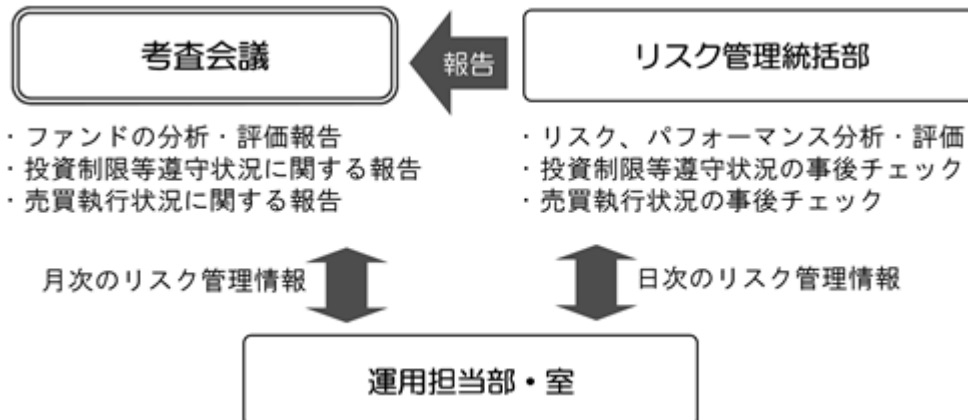 考査会議
報告
リスク管理統括部
・ファンドの分析・評価報告
・投資制限等遵守状況に関する報告
・売買執行状況に関する報告
・リスク、パフォーマンス分析・評価
・投資制限等遵守状況の事後チェック
・売買執行状況の事後チェック
月次のリスク管理情報
日次のリスク管理情報
運用担当部・室